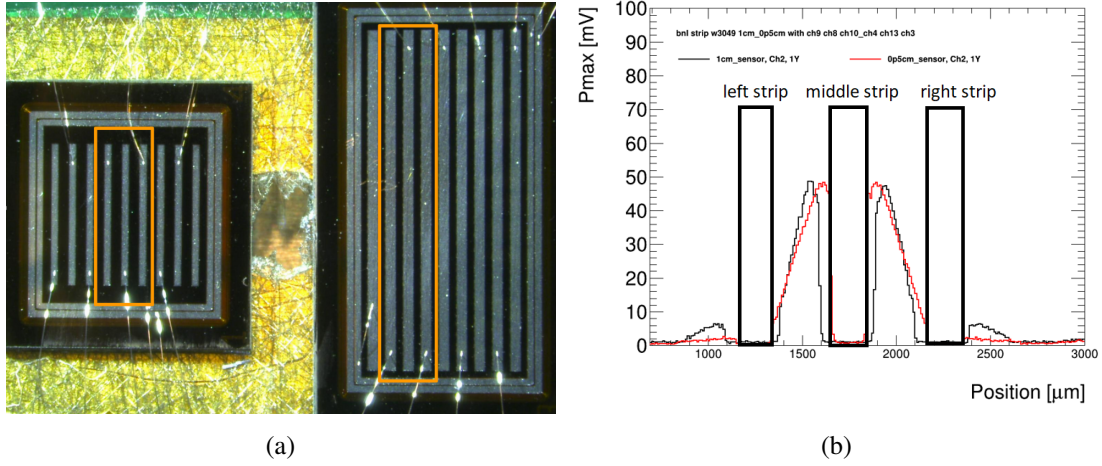 bnl strip w3049 1cm_0p5cm with ch9 ch8 ch10_ch4 ch13 ch3
1cm_sensor, Ch2, 1Y
0p5cm_sensor, Ch2, 1Y
left strip
middle strip
right strip
Pmax [mV]
100
90
80
70
60
50
40
30
20
10
0
1000
1500
2000
2500
3000
Position [μm]
(a)
(b)